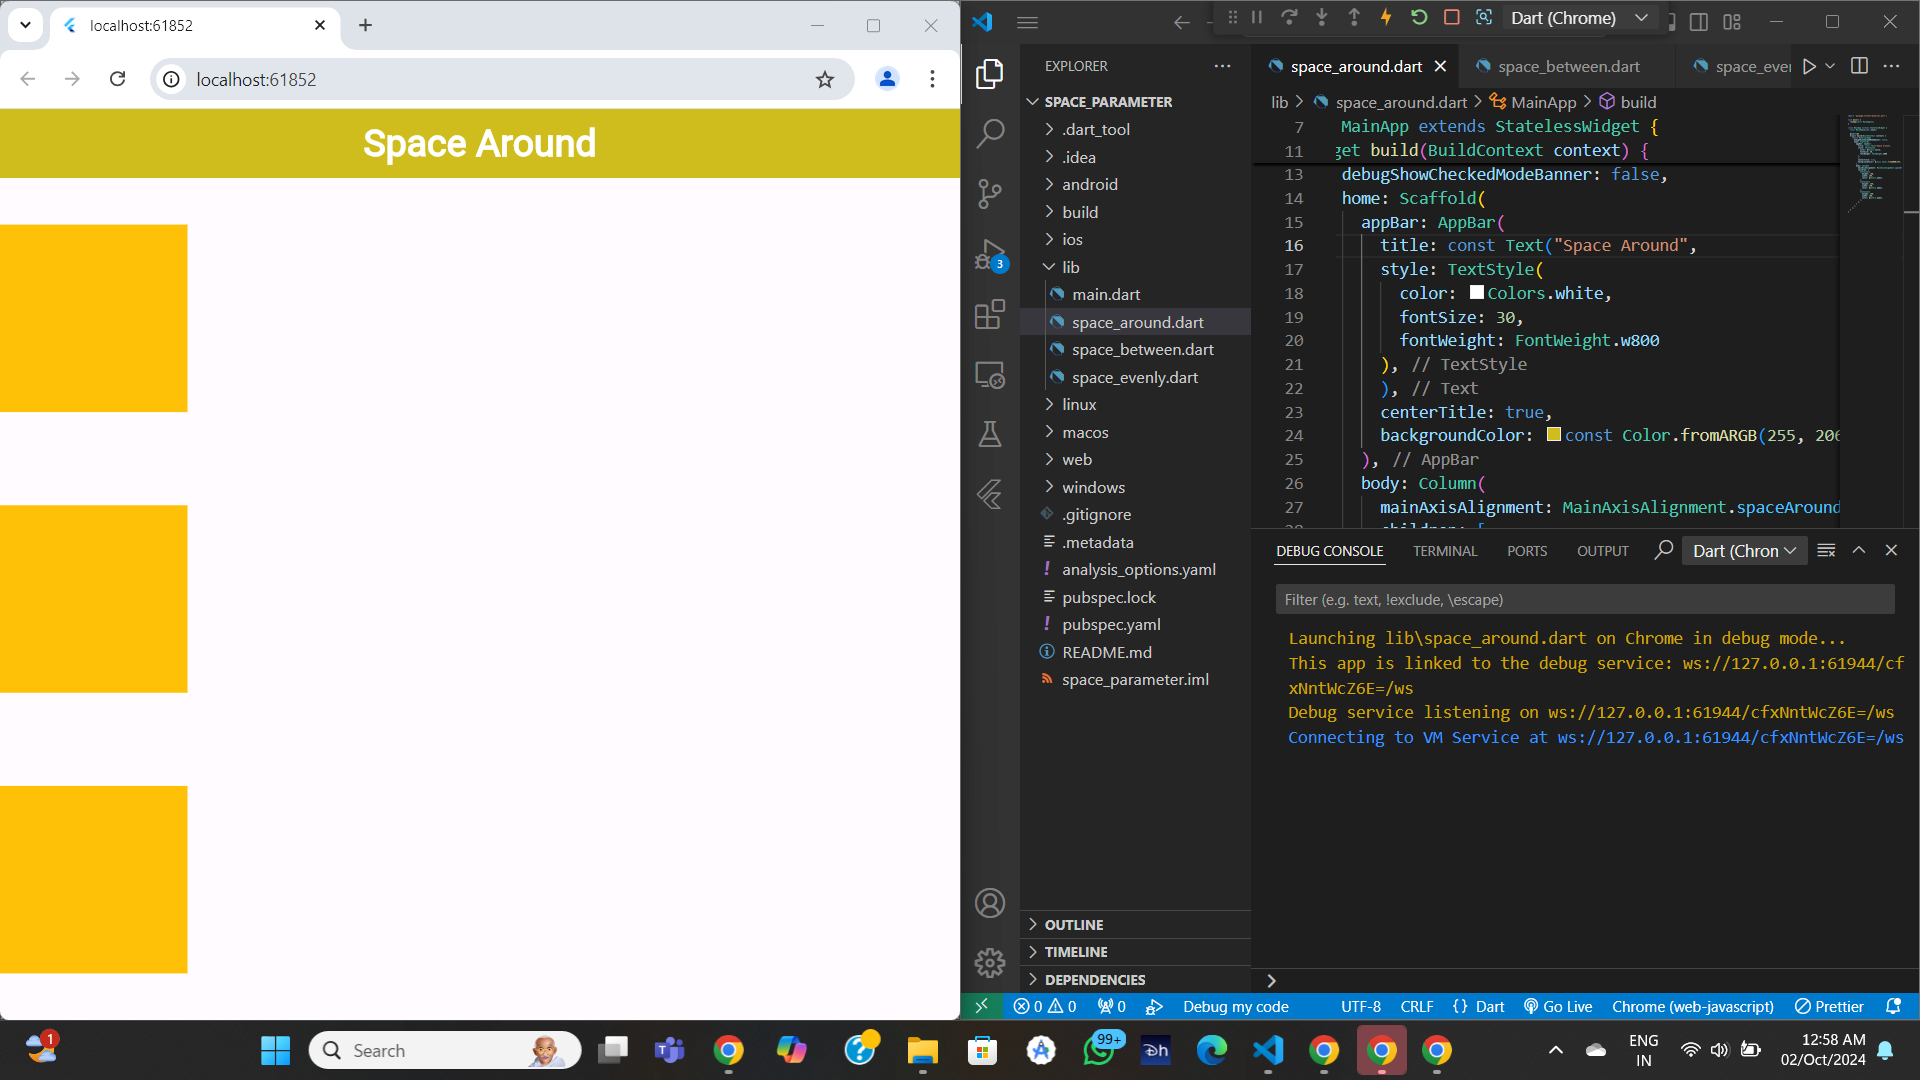 localhost:61852
localhost:61852
Space Around
Dart (Chrome)
EXPLORER
SPACE_PARAMETER
.dart_tool
.idea
android
build
ios
lib
main.dart
space_around.dart
space_between.dart
space_evenly.dart
linux
macos
web
windows
.gitignore
.metadata
analysis_options.yaml
pubspec.lock
pubspec.yaml
README.md
space_parameter.iml
OUTLINE
TIMELINE
DEPENDENCIES
3
space_around.dart
space_between.dart
lib > space_around.dart > MainApp > build
7 MainApp extends StatelessWidget {
11 get build(BuildContext context) {
13 debugShowCheckedModeBanner: false,
14 home: Scaffold(
15 appBar: AppBar(
16 title: const Text("Space Around",
17 style: TextStyle(
18 color: Colors.white,
19 fontSize: 30,
20 fontWeight: FontWeight.w800
21 ), // TextStyle
22 ), // Text
23 centerTitle: true,
24 backgroundColor: const Color.fromARGB(255, 206
25 ), // AppBar
26 body: Column(
27 mainAxisAlignment: MainAxisAlignment.spaceAround
DEBUG CONSOLE TERMINAL PORTS OUTPUT Dart (Chron
Filter (e.g. text, !exclude, \escape)
Launching lib\space_around.dart on Chrome in debug mode...
This app is linked to the debug service: ws://127.0.0.1:61944/cf
xNntWcZ6E=/ws
Debug service listening on ws://127.0.0.1:61944/cfxNntWcZ6E=/ws
Connecting to VM Service at ws://127.0.0.1:61944/cfxNntWcZ6E=/ws
0 0 0 Debug my code UTF-8 CRLF {} Dart Go Live Chrome (web-javascript) Prettier
1
Search
99+
ENG
IN
12:58 AM
02/Oct/2024